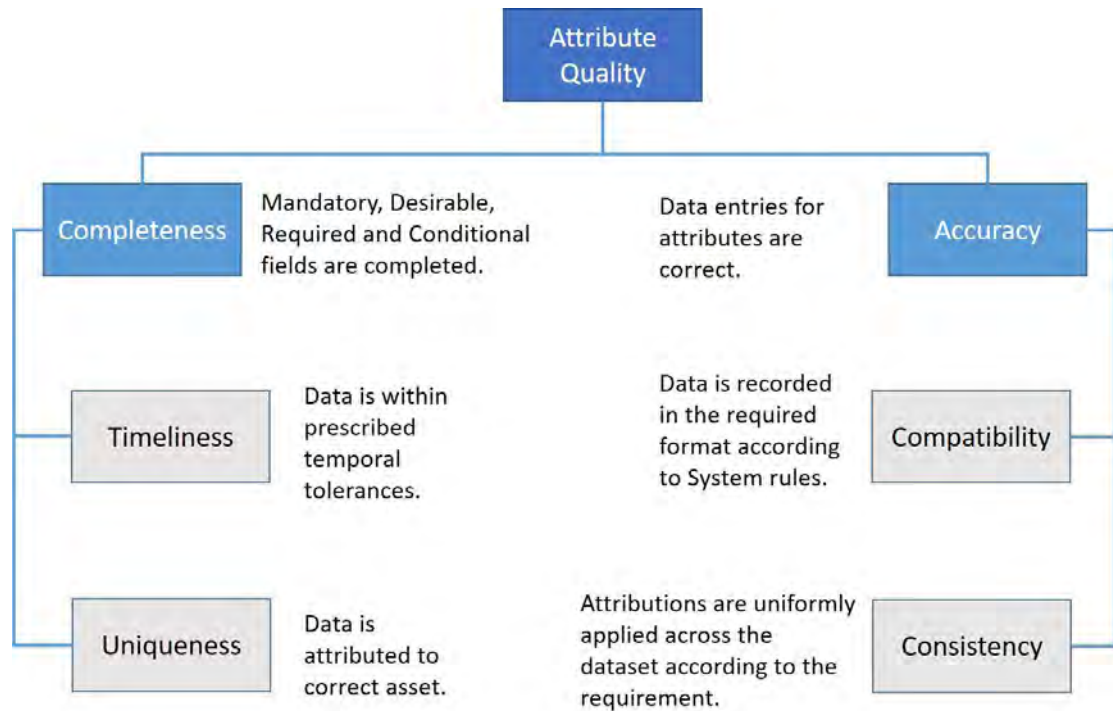 Attribute
Quality
Completeness
Mandatory, Desirable,
Required and Conditional
fields are completed.
Data entries for
attributes are
correct.
Accuracy
Timeliness
Data is within
prescribed
temporal
tolerances.
Data is recorded
in the required
format according
to System rules.
Compatibility
Uniqueness
Data is
attributed to
correct asset.
Attributions are uniformly
applied across the
dataset according to the
requirement.
Consistency